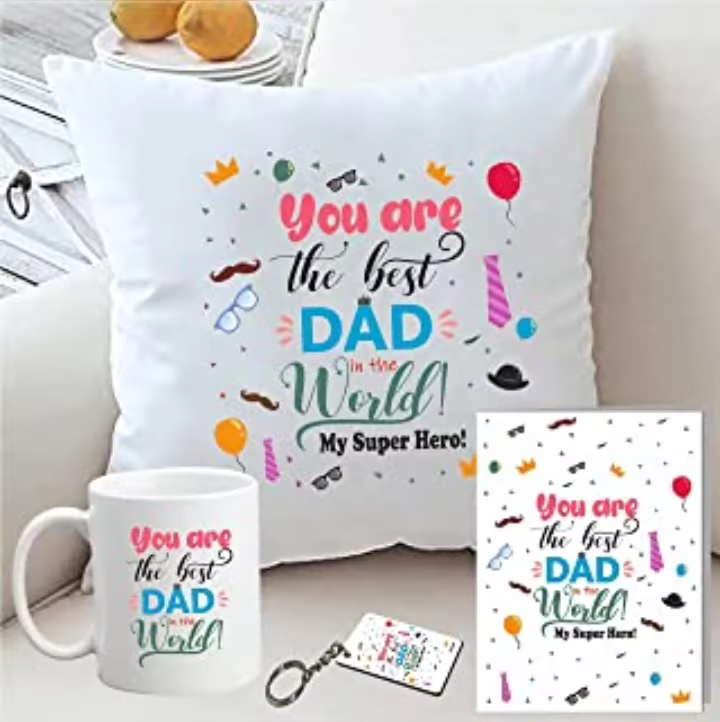 You are
the best
DAD
in the
World!
My Super Hero!
You are
the best
DAD
in the
World!
DAD
You are
the best
DAD
in the
World!
My Super Hero!